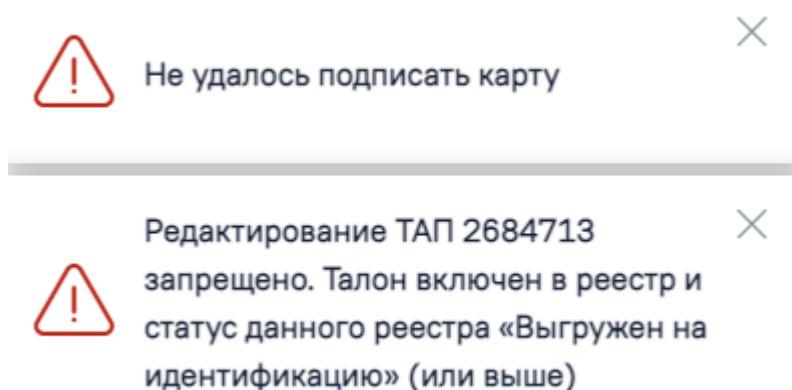 Не удалось подписать карту
Редактирование ТАП 2684713
запрещено. Талон включен в реестр и
статус данного реестра «Выгружен на
идентификацию» (или выше)